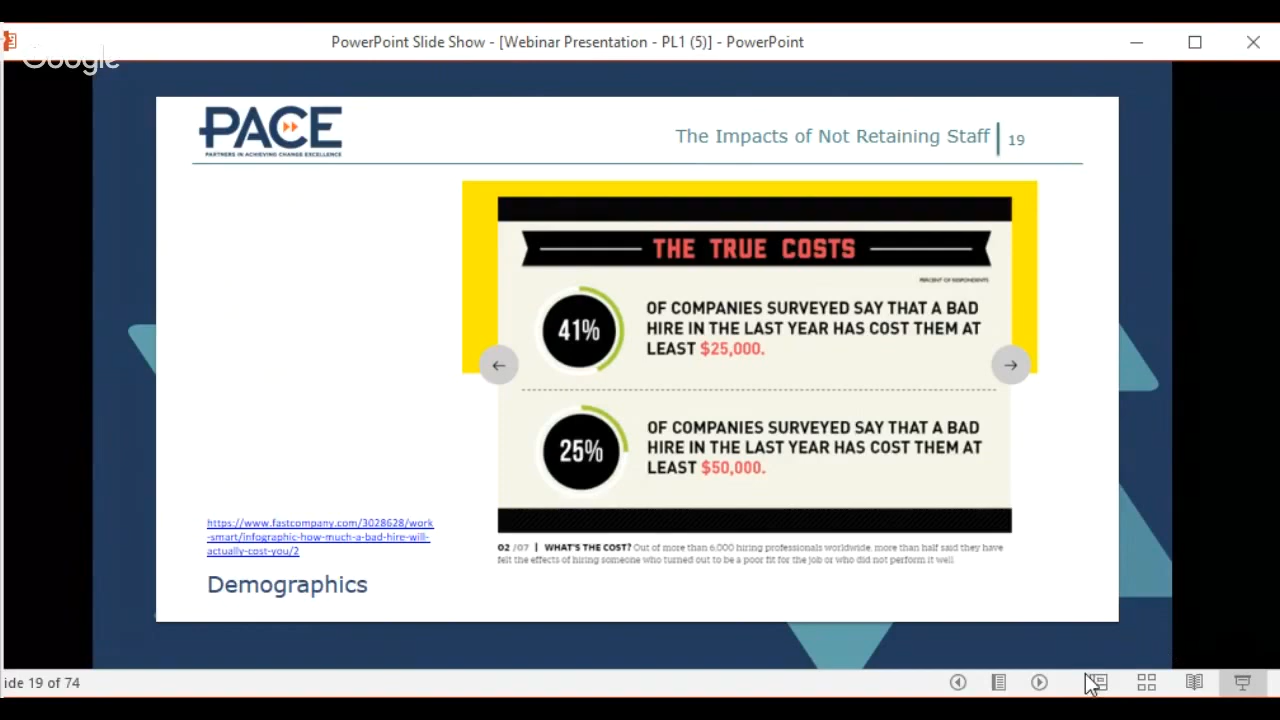 PowerPoint Slide Show - [Webinar Presentation - PL1 (5)] - PowerPoint
Google
PACE
PARTNERS IN ACHIEVING CHANGE EXCELLENCE
The Impacts of Not Retaining Staff 19
THE TRUE COSTS
PERCENT OF RESPONDENTS
41%
OF COMPANIES SURVEYED SAY THAT A BAD
HIRE IN THE LAST YEAR HAS COST THEM AT
LEAST $25,000.
25%
OF COMPANIES SURVEYED SAY THAT A BAD
HIRE IN THE LAST YEAR HAS COST THEM AT
LEAST $50,000.
02 /07 | WHAT'S THE COST? Out of more than 6,000 hiring professionals worldwide, more than half said they have
felt the effects of hiring someone who turned out to be a poor fit for the job or who did not perform it well.
https://www.fastcompany.com/3028628/work
-smart/infographic-how-much-a-bad-hire-will-
actually-cost-you/2
Demographics
ide 19 of 74